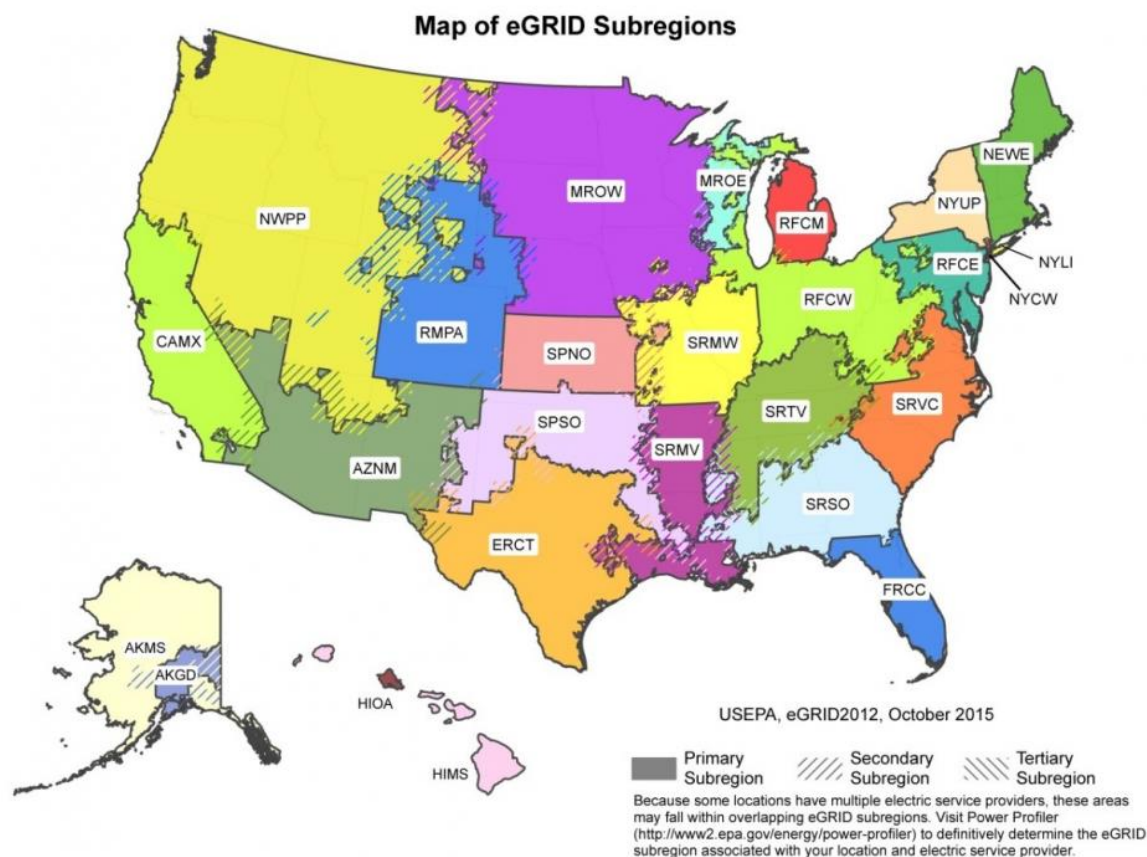 Map of eGRID Subregions
NWPP
MROW
MROE
RFCM
NEWE
NYUP
NYLI
RFCE
NYCW
RFCW
CAMX
RMPA
SPNO
SRMW
SRTV
SRVC
AZNM
SPSO
SRMV
SRSO
ERCT
FRCC
AKMS
AKGD
HIOA
HIMS
USEPA, eGRID2012, October 2015
Primary
Subregion
Secondary
Subregion
Tertiary
Subregion
Because some locations have multiple electric service providers, these areas
may fall within overlapping eGRID subregions. Visit Power Profiler
(http://www2.epa.gov/energy/power-profiler) to definitively determine the eGRID
subregion associated with your location and electric service provider.